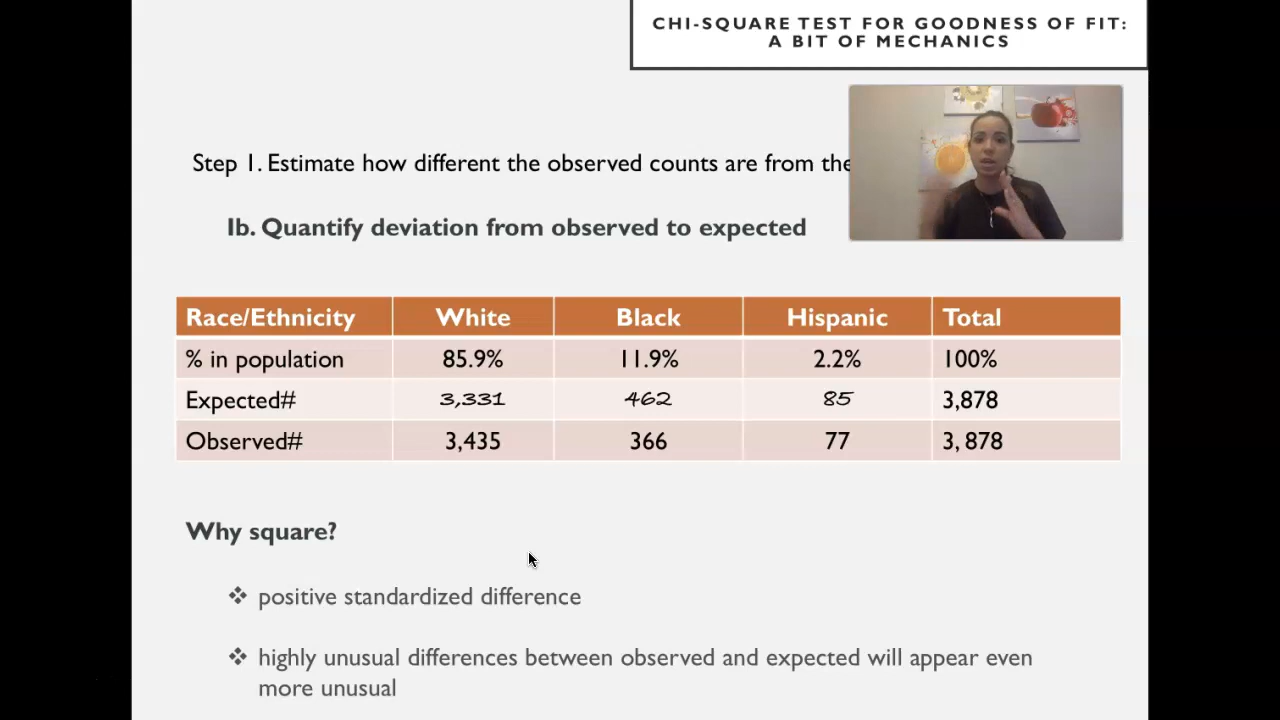 CHI-SQUARE TEST FOR GOODNESS OF FIT:
A BIT OF MECHANICS
Step 1. Estimate how different the observed counts are from the
Ib. Quantify deviation from observed to expected
Race/Ethnicity White Black Hispanic Total
% in population 85.9% 11.9% 2.2% 100%
Expected# 3,331 462 85 3,878
Observed# 3,435 366 77 3, 878
Why square?
❖ positive standardized difference
❖ highly unusual differences between observed and expected will appear even
more unusual